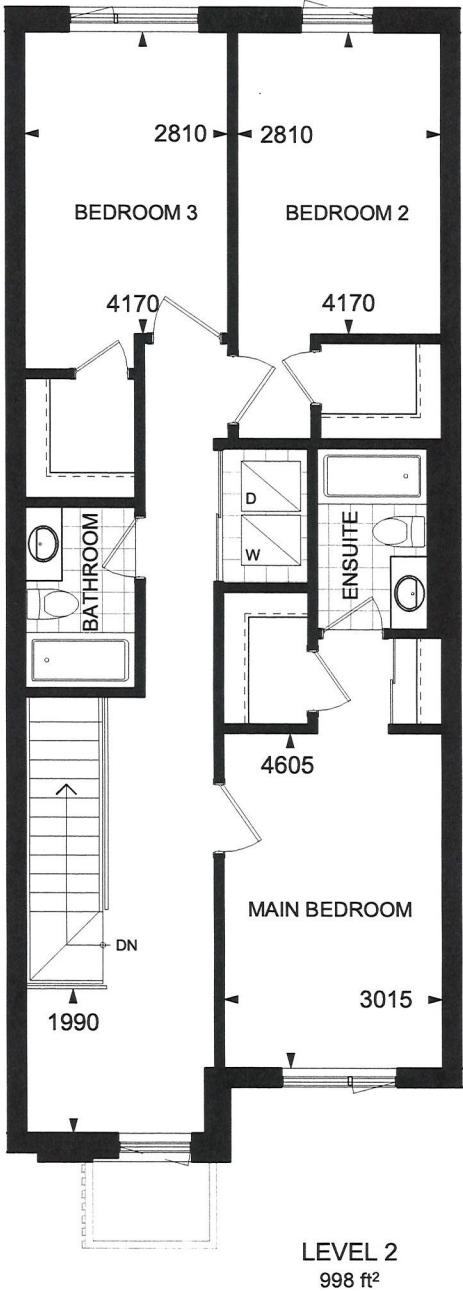 2810
2810
BEDROOM 3
BEDROOM 2
4170
4170
D
W
BATHROOM
ENSUITE
4605
MAIN BEDROOM
DN
3015
1990
LEVEL 2
998 ft²